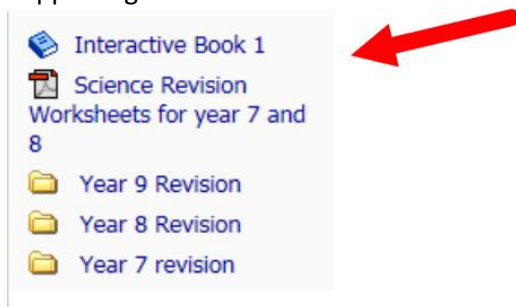 Interactive Book 1
Science Revision
Worksheets for year 7 and
8
Year 9 Revision
Year 8 Revision
Year 7 revision